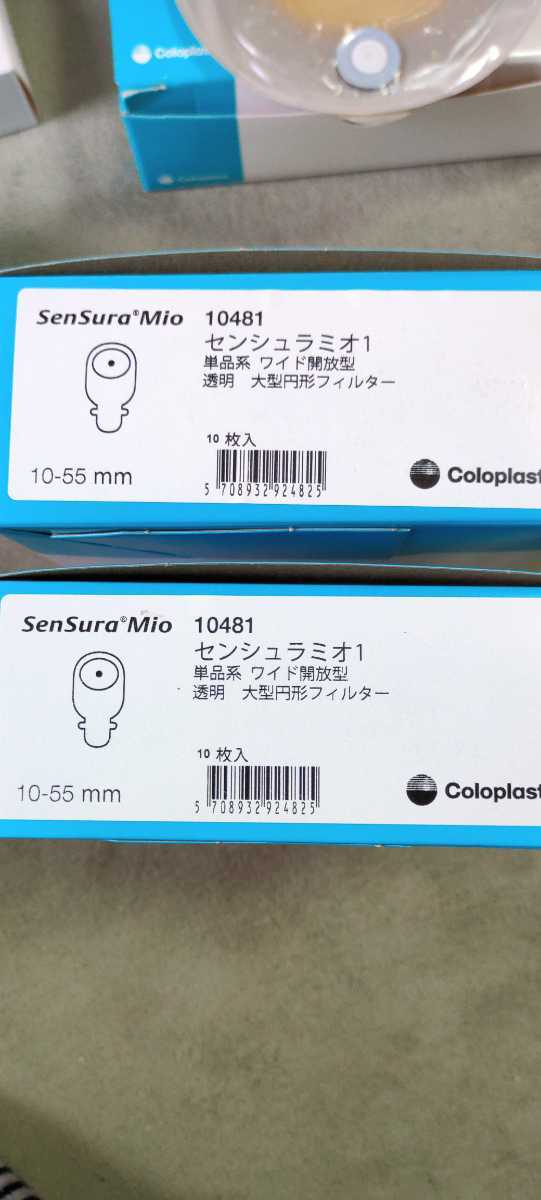 Coloplast
Coloplast
SenSura®Mio 10481
センシュラミオ1
単品系 ワイド開放型
透明 大型円形フィルター
10 枚入
10-55 mm
5 708932 924825
Coloplast
SenSura®Mio 10481
センシュラミオ1
単品系 ワイド開放型
透明 大型円形フィルター
10 枚入
10-55 mm
5 708932 924825
Coloplast